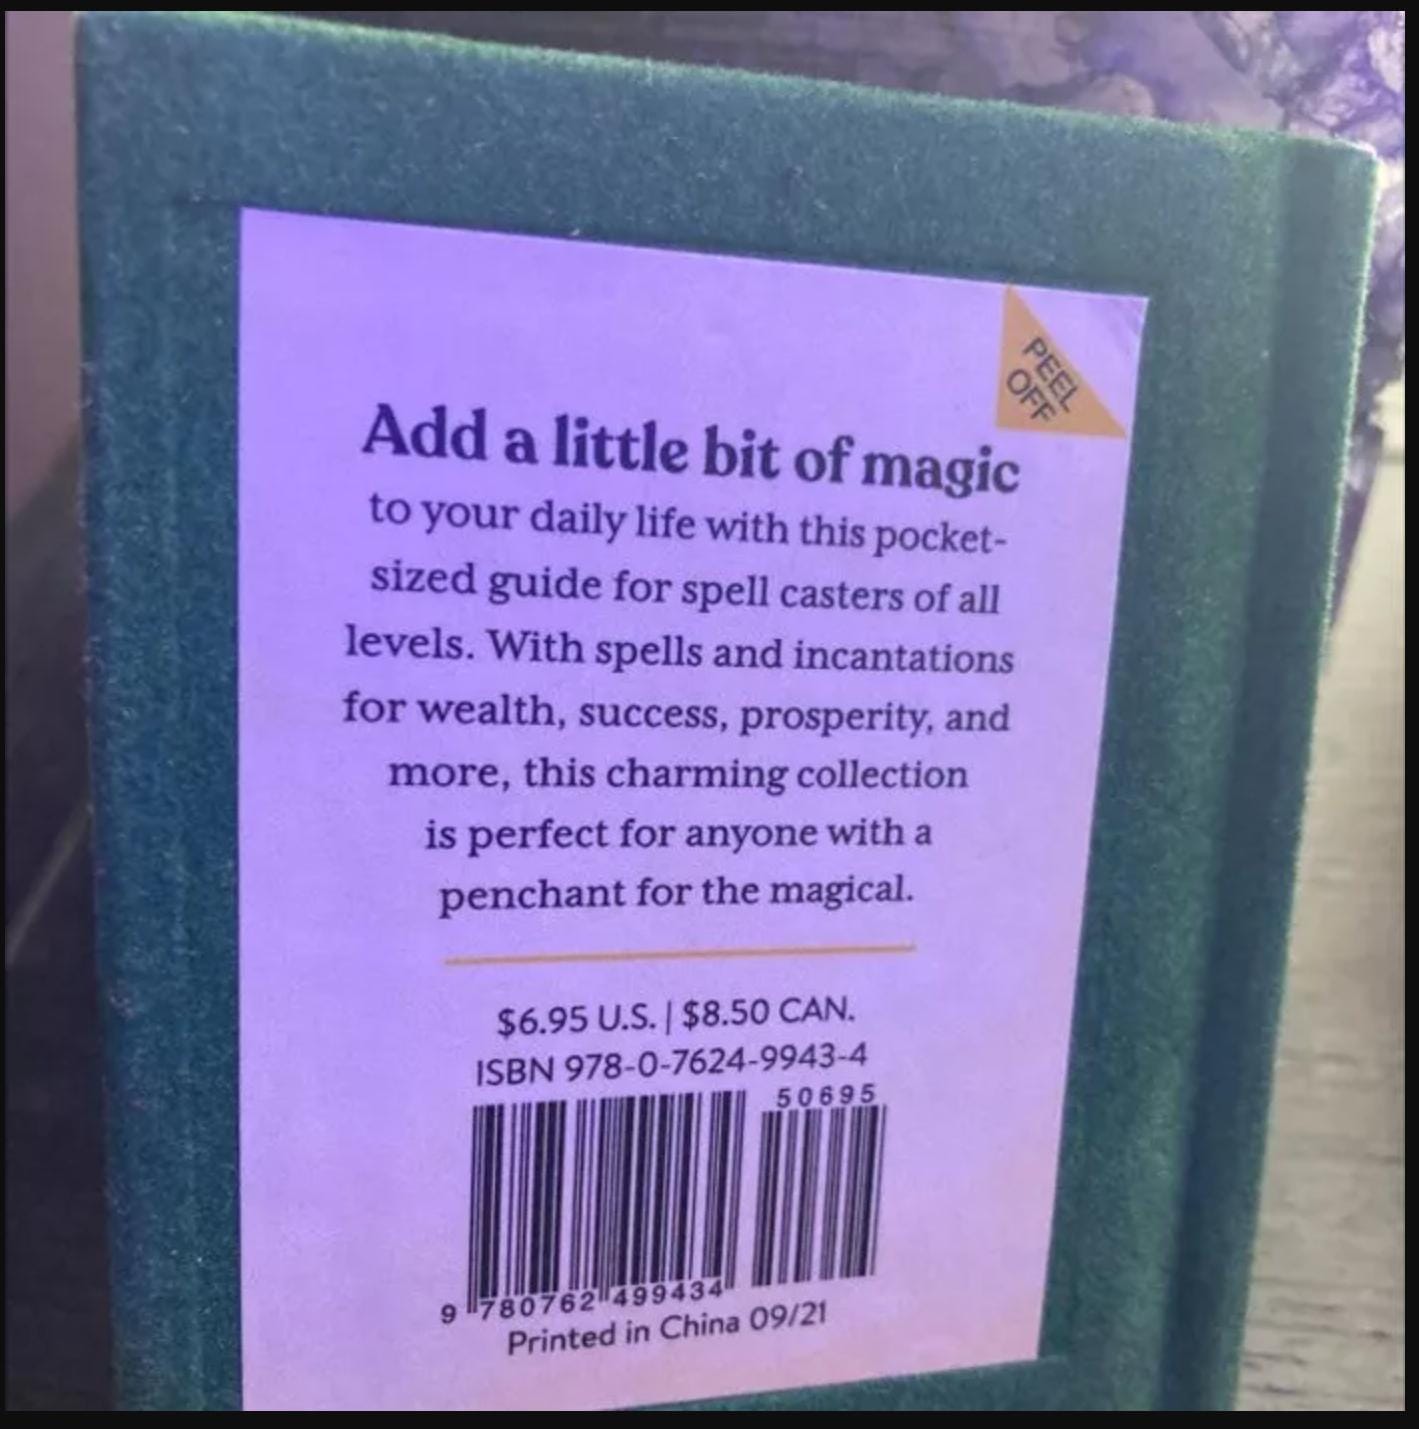 PEEL
OFF
Add a little bit of magic
to your daily life with this pocket-
sized guide for spell casters of all
levels. With spells and incantations
for wealth, success, prosperity, and
more, this charming collection
is perfect for anyone with a
penchant for the magical.
$6.95 U.S. | $8.50 CAN.
ISBN 978-0-7624-9943-4
50695
9 780762 499434
Printed in China 09/21